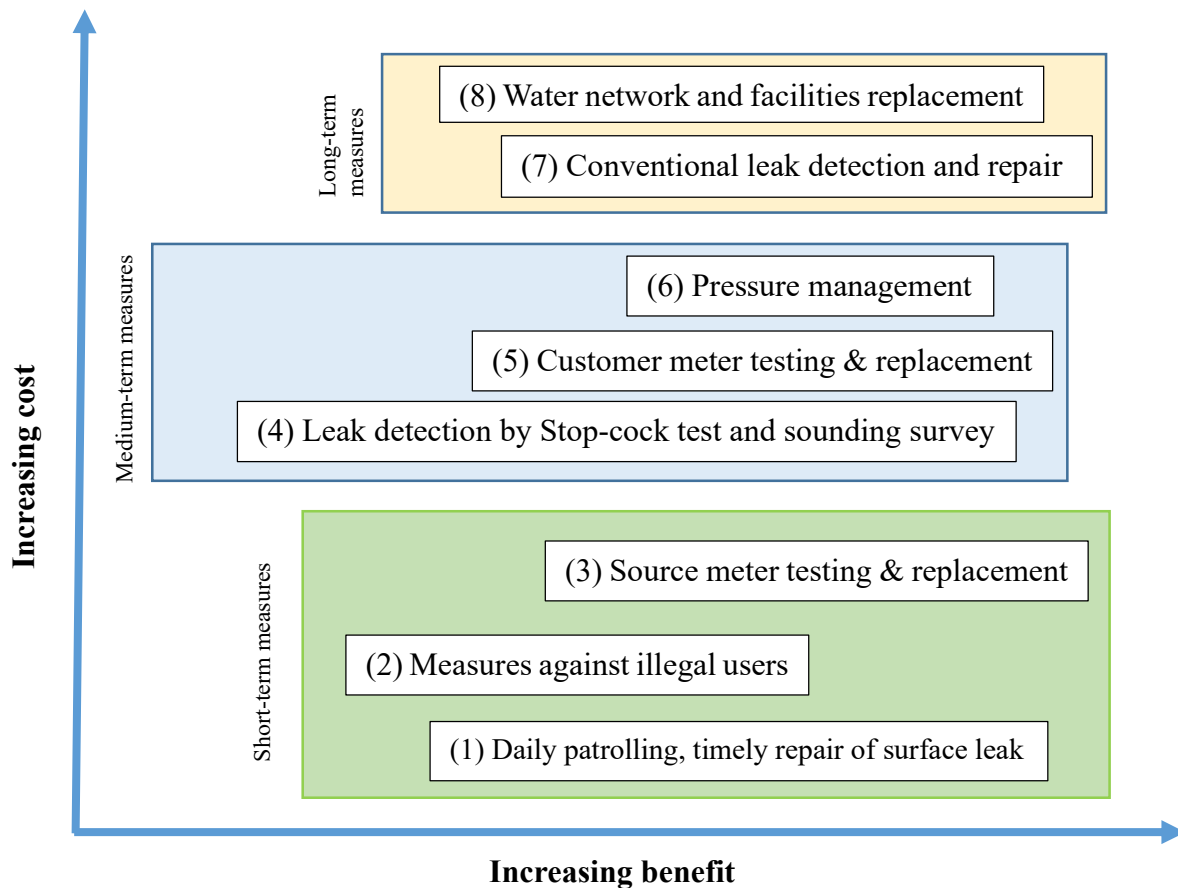 Long-term
measures
(8) Water network and facilities replacement
(7) Conventional leak detection and repair
Medium-term measures
(6) Pressure management
(5) Customer meter testing & replacement
(4) Leak detection by Stop-cock test and sounding survey
Short-term measures
(3) Source meter testing & replacement
(2) Measures against illegal users
(1) Daily patrolling, timely repair of surface leak
Increasing cost
Increasing benefit